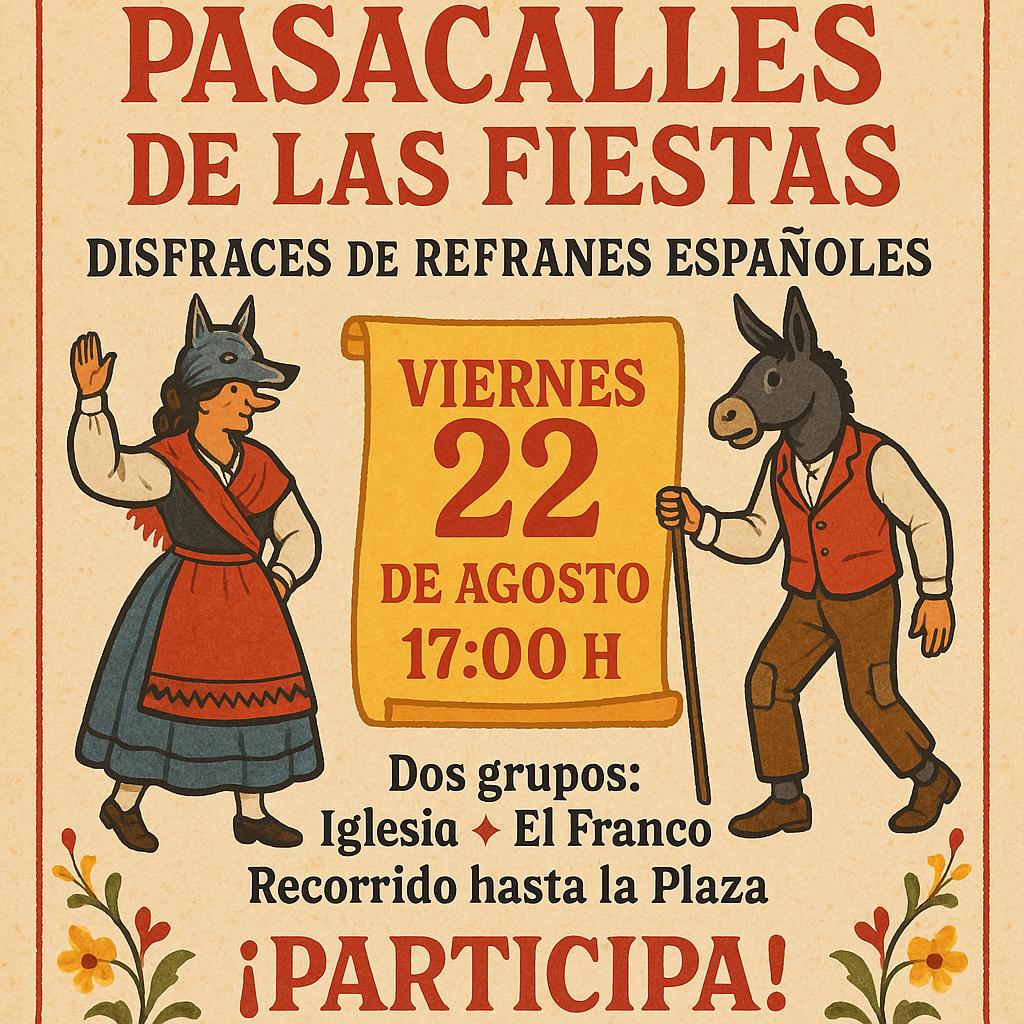 PASACALLES
DE LAS FIESTAS
DISFRACES DE REFRANES ESPAÑOLES
VIERNES
22
DE AGOSTO
17:00 H
Dos grupos:
Iglesia ✦ El Franco
Recorrido hasta la Plaza
¡PARTICIPA!